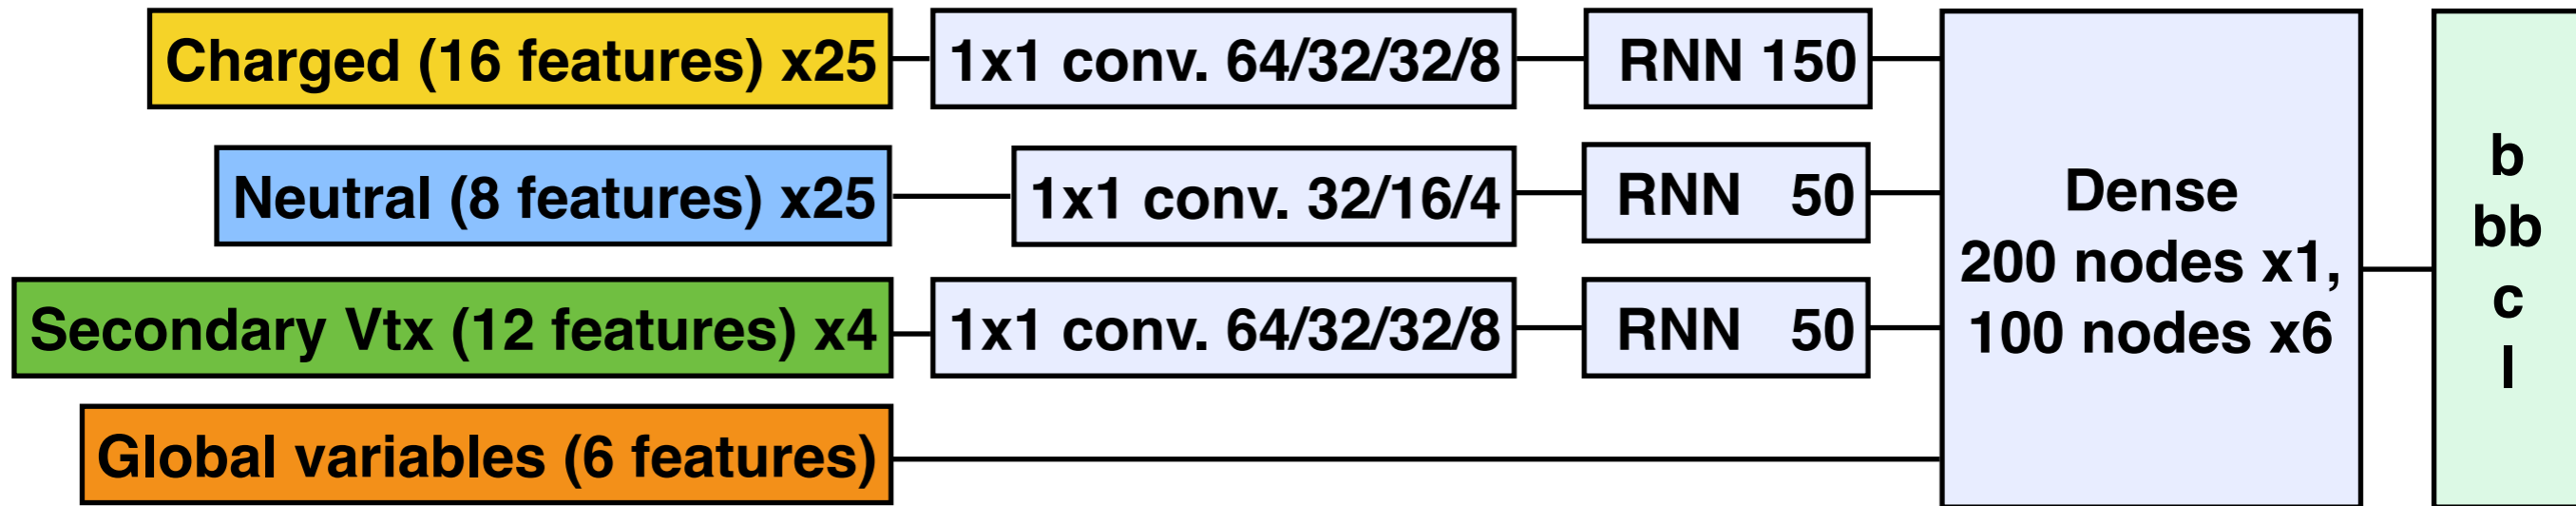 Charged (16 features) x25
1x1 conv. 64/32/32/8
RNN 150
Neutral (8 features) x25
1x1 conv. 32/16/4
RNN 50
Secondary Vtx (12 features) x4
1x1 conv. 64/32/32/8
RNN 50
Global variables (6 features)
Dense
200 nodes x1,
100 nodes x6
b
bb
c
l